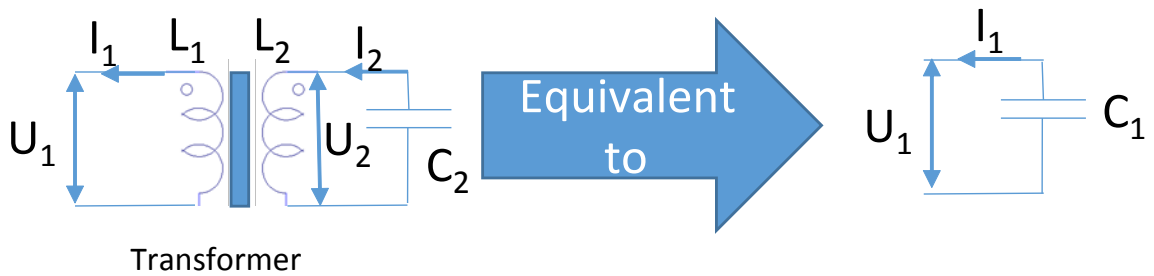 I₁ L₁ L₂ I₂
U₁ U₂ C₂
Transformer
Equivalent
to
I₁
U₁ C₁